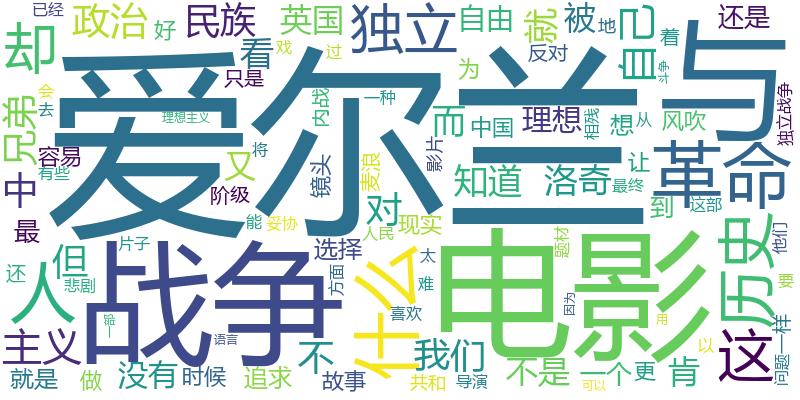 已经
政治
好
民族
英国
独立
自由
就
被
地
还是
却
看
戏
过
反对
自己
着
与
只是
为
斗争
爱尔兰
理想主义
内战
一种
而
中国
理想
相残
想
从
风吹
独立战争
兄弟
会
去
容易
有些
又
将
镜头
麦浪
影片
知道
洛奇
让
最终
革命
中
阶级
对
现实
到
这部
最
能
妥协
人民
但
片子
选择
什么
电影
太
难
题材
历史
他们
还
悲剧
人
战争
方面
喜欢
因为
要
这
主义
语言
不
我们
用
以
一样
问题
就是
做
没有
时候
追求
故事
共和
导演
不是
一个
更
肯
可以